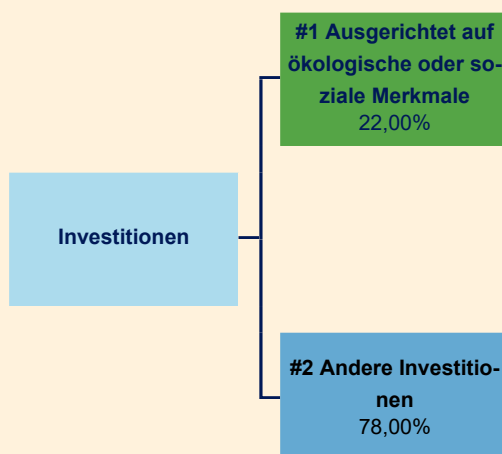 #1 Ausgerichtet auf
ökologische oder so-
ziale Merkmale
22,00%
Investitionen
#2 Andere Investitio-
nen
78,00%